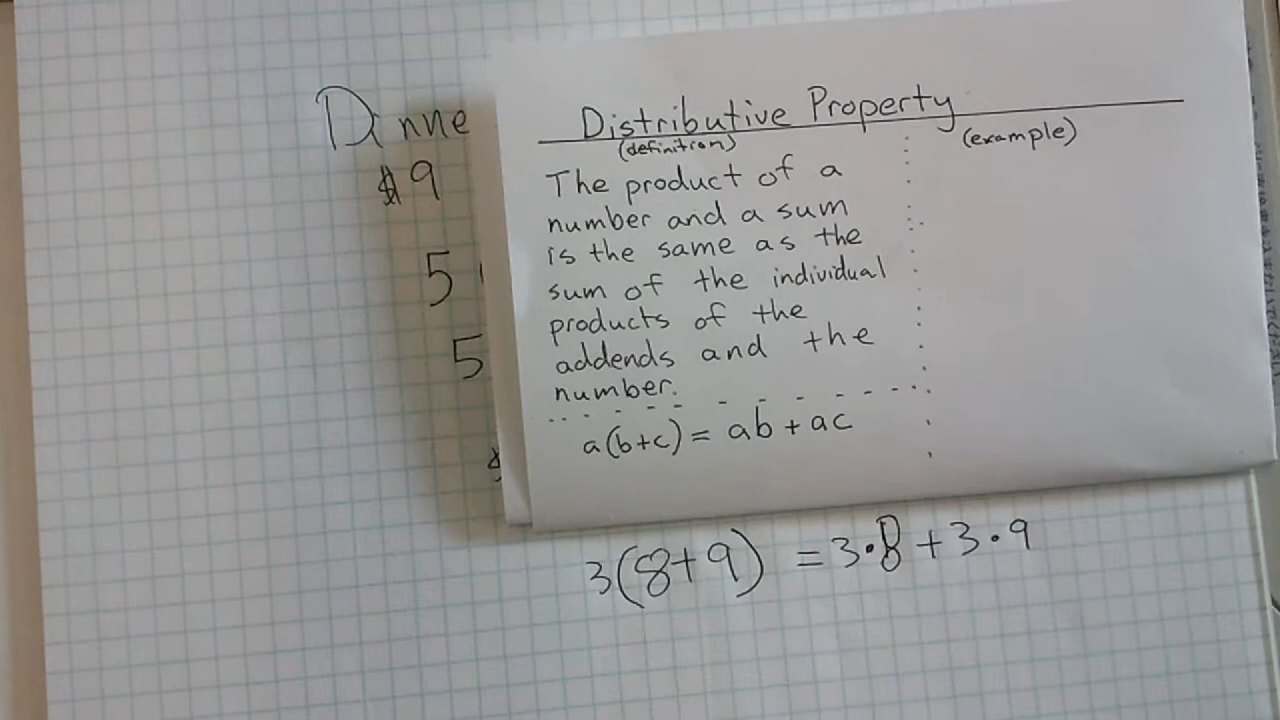 Dinne
$9
5
5
Distributive Property
(definition)
(example)
The product of a
number and a sum
is the same as the
sum of the individual
products of the
addends and the
number.
a(b+c) = ab + ac
3(8+9) = 3·8 + 3·9